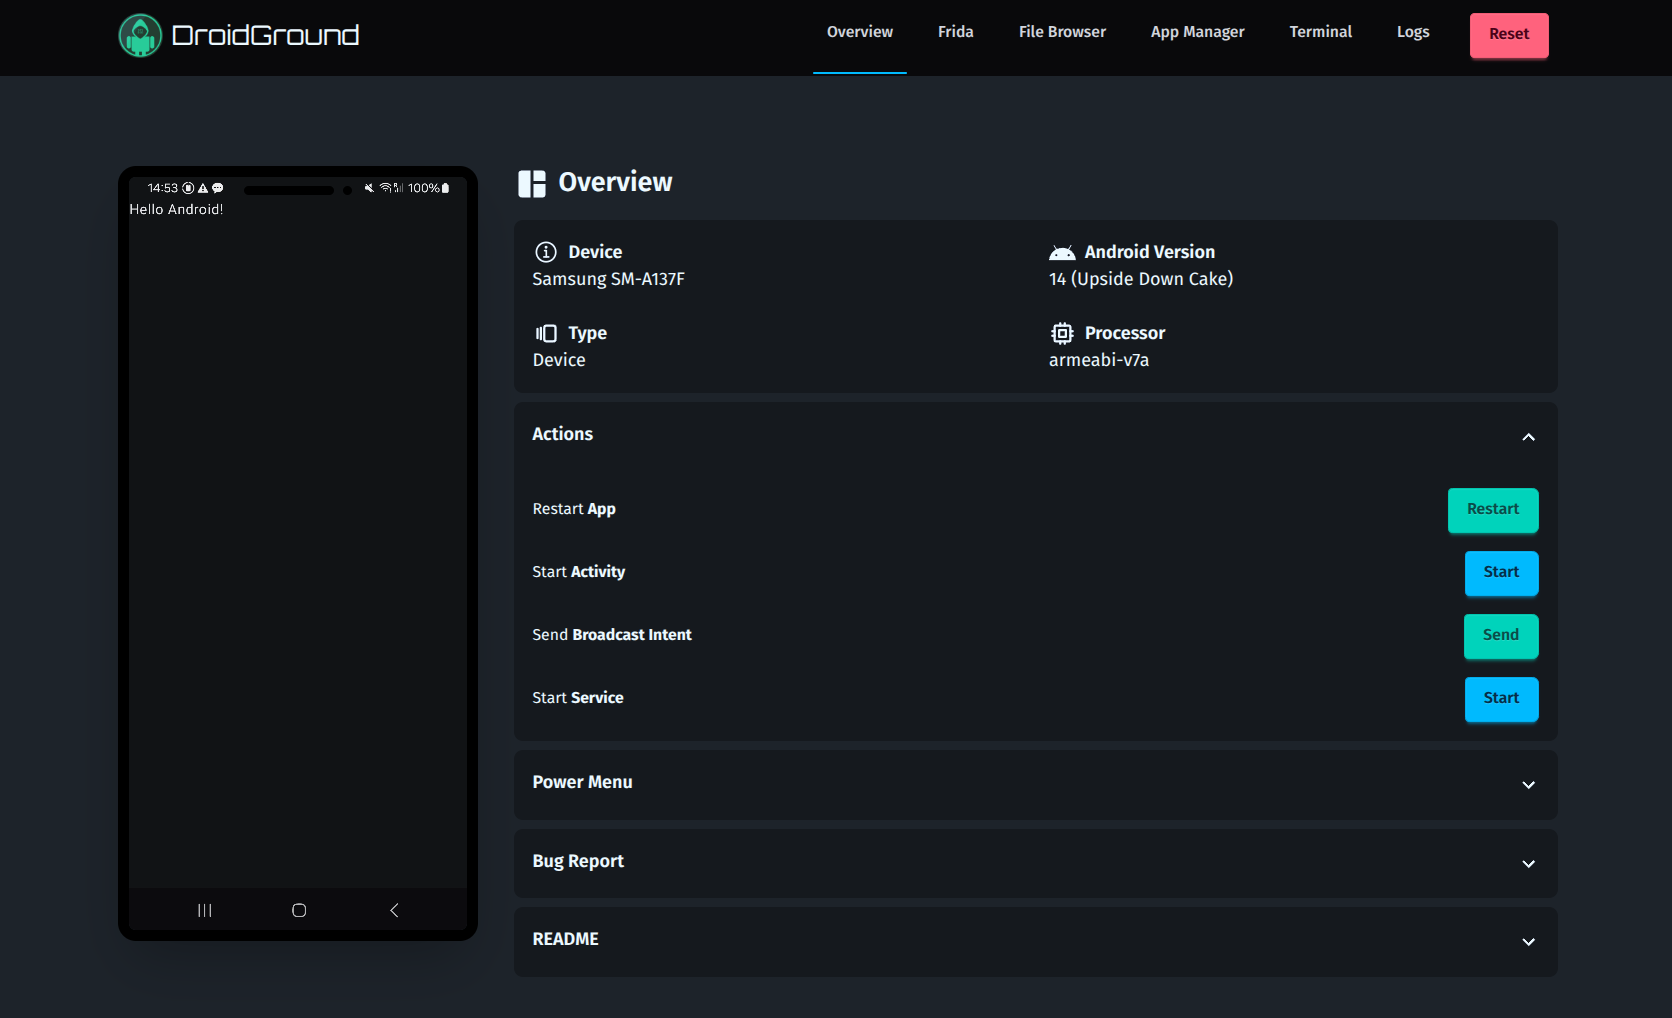 DroidGround
Overview
Frida
File Browser
App Manager
Terminal
Logs
Reset
14:53
100%
Hello Android!
Overview
Device
Samsung SM-A137F
Android Version
14 (Upside Down Cake)
Type
Device
Processor
armeabi-v7a
Actions
Restart App
Restart
Start Activity
Start
Send Broadcast Intent
Send
Start Service
Start
Power Menu
Bug Report
README